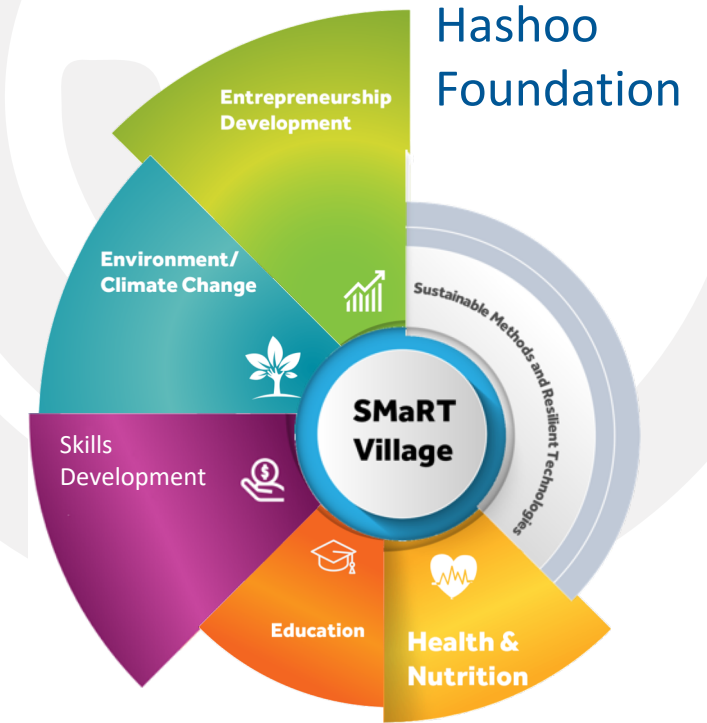 Hashoo
Foundation
Entrepreneurship
Development
Environment/
Climate Change
Sustainable Methods and Resilient Technologies
SMaRT
Village
Skills
Development
$
Education
Health &
Nutrition